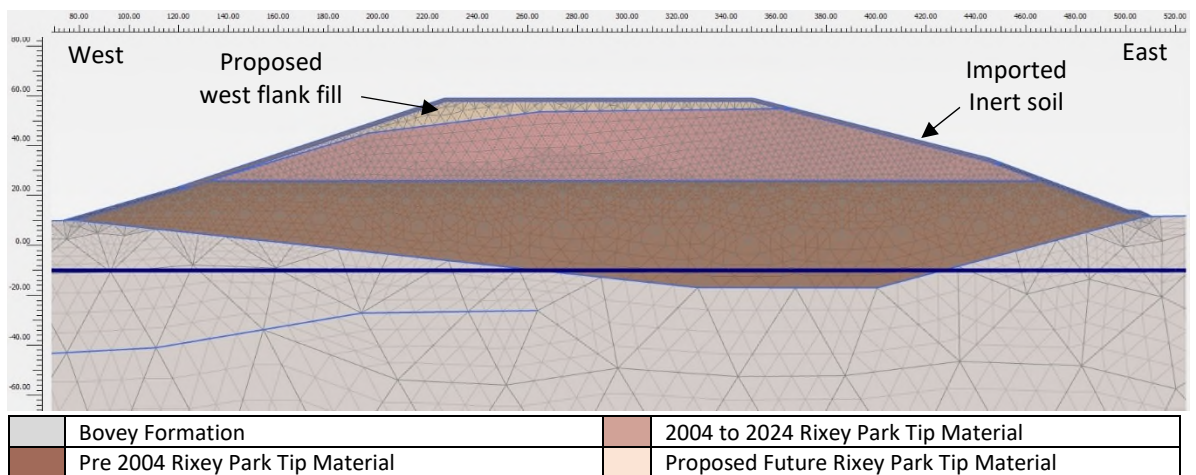 80.00 100.00 120.00 140.00 160.00 180.00 200.00 220.00 240.00 260.00 280.00 300.00 320.00 340.00 360.00 380.00 400.00 420.00 440.00 460.00 480.00 500.00 520.00
80.00
West
East
Proposed
west flank fill
Imported
Inert soil
60.00
40.00
20.00
0.00
-20.00
-40.00
-60.00
Bovey Formation
2004 to 2024 Rixey Park Tip Material
Pre 2004 Rixey Park Tip Material
Proposed Future Rixey Park Tip Material